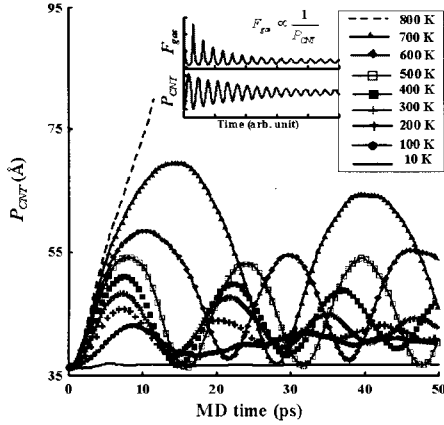 95
75
55
35
P_CNT (Å)
0
10
20
30
40
50
MD time (ps)
F_gas
P_CNT
F_gas ∝ 1 / P_CNT
Time (arb. unit)
800 K
700 K
600 K
500 K
400 K
300 K
200 K
100 K
10 K